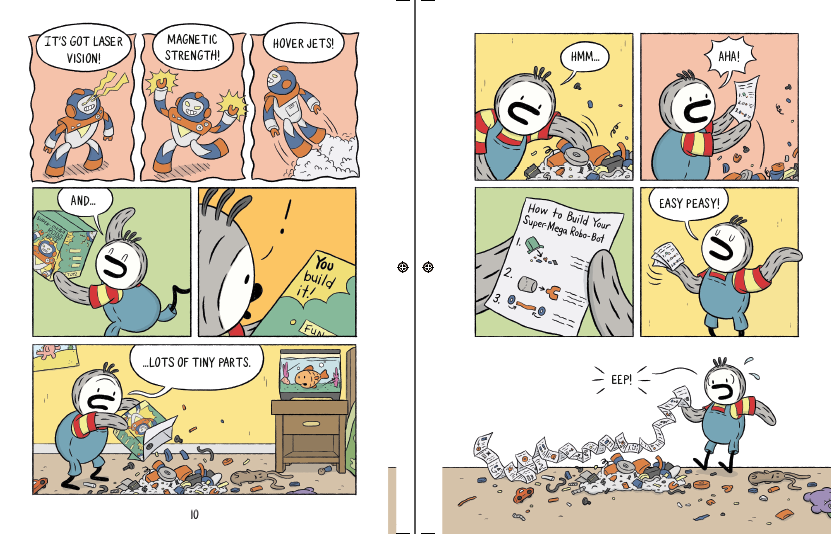 IT'S GOT LASER
VISION!
MAGNETIC
STRENGTH!
HOVER JETS!
AND...
!
You
build
it!
FUN
...LOTS OF TINY PARTS.
10
HMM...
AHA!
How to Build Your
Super-Mega Robo-Bot
1.
2.
3.
EASY PEASY!
EEP!